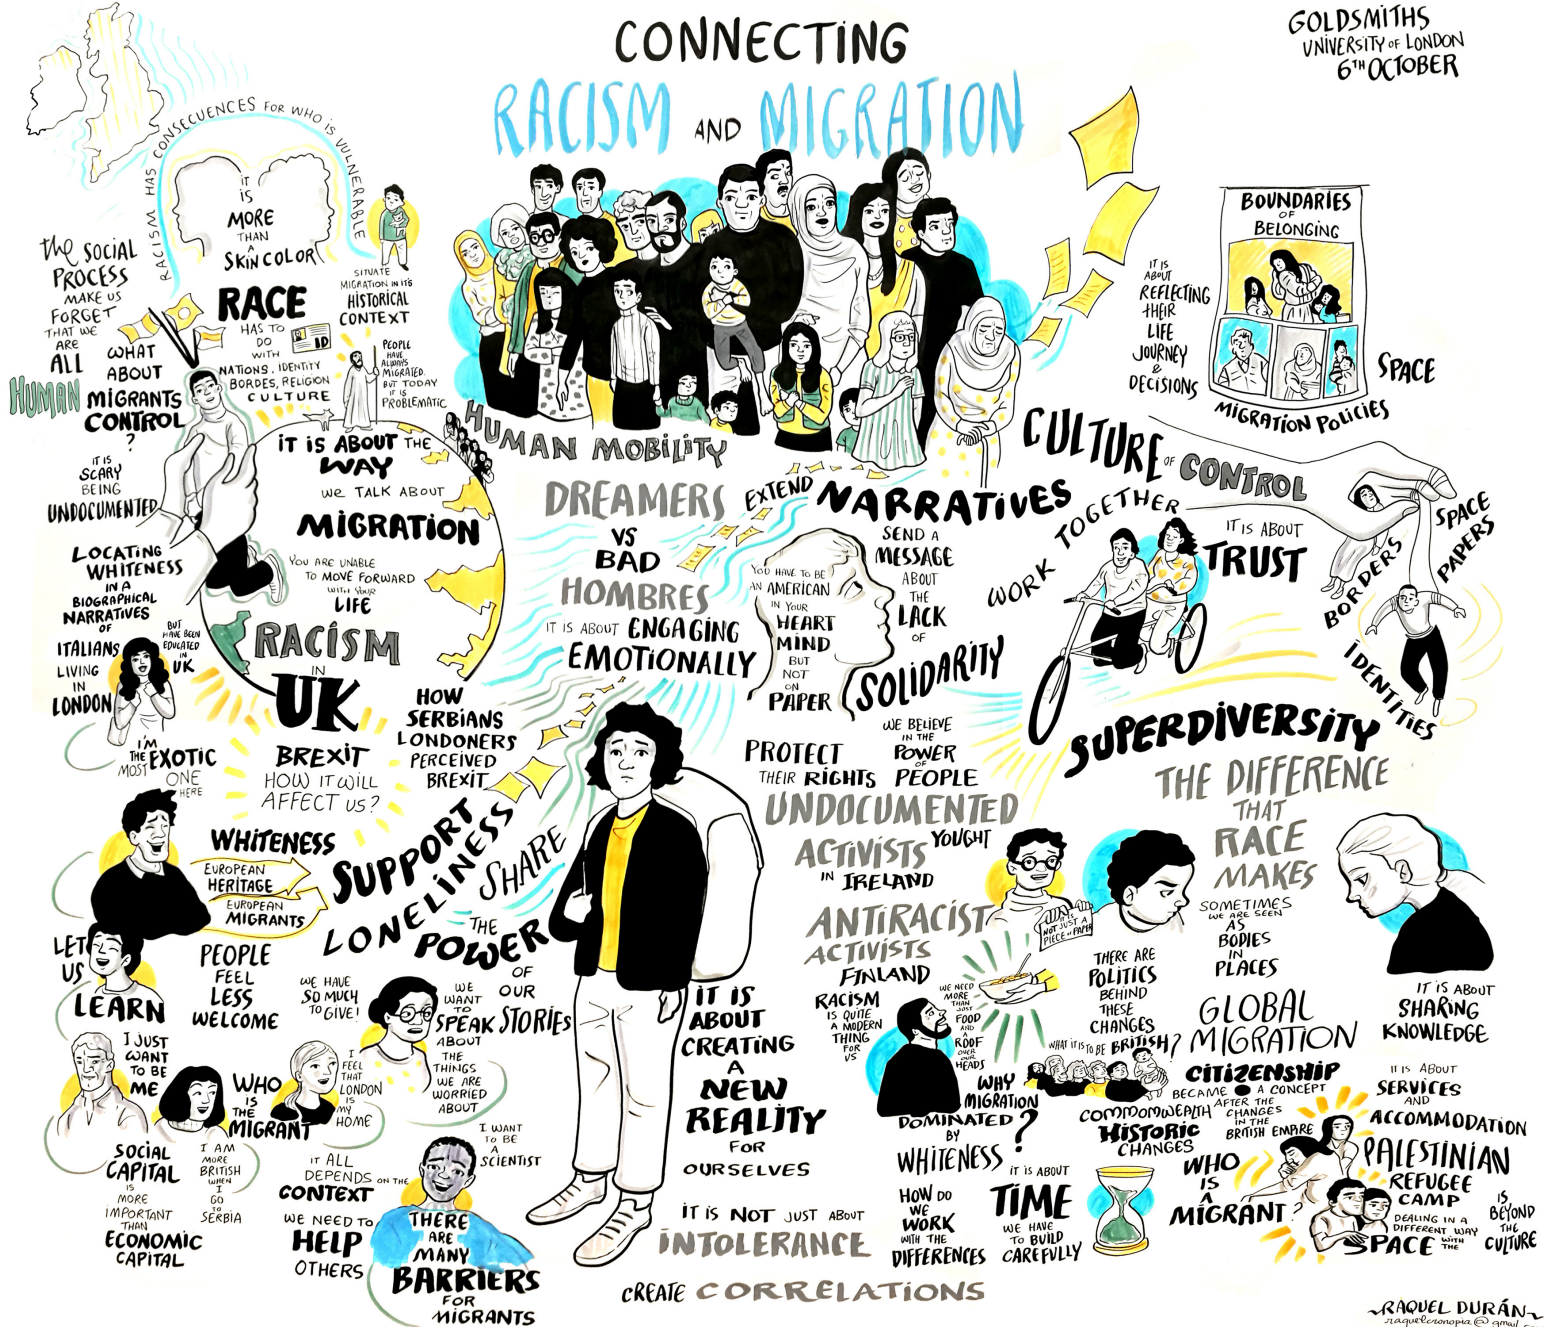 CONNECTING
RACISM AND MIGRATION
GOLDSMITHS
UNIVERSITY OF LONDON
6TH OCTOBER
RACISM HAS CONSECUENCES FOR WHO IS VULNERABLE
IT
IS
MORE
THAN
A
SKIN COLOR
RACE
HAS TO
DO
WITH
ID
NATIONS, IDENTITY
BORDES, RELIGION
CULTURE
SITUATE
MIGRATION IN IT'S
HISTORICAL
CONTEXT
PEOPLE
HAVE
ALWAYS
MIGRATED.
BUT TODAY
IT IS
PROBLEMATIC
THE SOCIAL
PROCESS
MAKE US
FORGET
THAT WE
ARE
ALL
HUMAN
WHAT
ABOUT
MIGRANTS
CONTROL
?
IT IS
SCARY
BEING
UNDOCUMENTED
IT IS ABOUT THE
WAY
WE TALK ABOUT
MIGRATION
YOU ARE UNABLE
TO MOVE FORWARD
WITH YOUR
LIFE
RACISM
IN
UK
BREXIT
HOW IT WILL
AFFECT US?
LOCATING
WHITENESS
IN A
BIOGRAPHICAL
NARRATIVES
OF
ITALIANS
LIVING
IN
LONDON
BUT
HAVE BEEN
EDUCATED
IN
UK
I'M
THE MOST EXOTIC
ONE
HERE
HOW
SERBIANS
LONDONERS
PERCEIVED
BREXIT
HUMAN MOBILITY
DREAMERS
VS
BAD
HOMBRES
IT IS ABOUT ENGAGING
EMOTIONALLY
EXTEND NARRATIVES
YOU HAVE TO BE
AN AMERICAN
IN YOUR
HEART
MIND
BUT
NOT
ON
PAPER
SEND A
MESSAGE
ABOUT
THE
LACK
OF
SOLIDARITY
WE BELIEVE
IN THE
POWER
OF
PEOPLE
PROTECT
THEIR RIGHTS
UNDOCUMENTED
YOUGHT
ACTIVISTS
IN IRELAND
ANTIRACIST
ACTIVISTS
FINLAND
RACISM
IS QUITE
A MODERN
THING
FOR
US
BOUNDARIES
OF
BELONGING
MIGRATION POLICIES
SPACE
IT IS
ABOUT
REFLECTING
THEIR
LIFE
JOURNEY
&
DECISIONS
CULTURE OF CONTROL
WORK TOGETHER
IT IS ABOUT
TRUST
BORDERS
SPACE
PAPERS
IDENTITIES
SUPERDIVERSITY
THE DIFFERENCE
THAT
RACE
MAKES
SOMETIMES
WE ARE SEEN
AS
BODIES
IN
PLACES
IT IS
NOT JUST A
PIECE OF PAPER
THERE ARE
POLITICS
BEHIND
THESE
CHANGES
WE NEED
MORE
THAN
JUST
FOOD
AND
A
ROOF
OVER
OUR
HEADS
WHAT IT IS TO BE BRITISH?
WHY
MIGRATION
DOMINATED
BY
WHITENESS
?
GLOBAL
MIGRATION
CITIZENSHIP
BECAME A CONCEPT
AFTER THE
CHANGES
IN THE
BRITISH EMPIRE
COMMOMWEALTH
HISTORIC
CHANGES
IT IS ABOUT
SHARING
KNOWLEDGE
IT IS ABOUT
SERVICES
AND
ACCOMMODATION
PALESTINIAN
REFUGEE
CAMP
DEALING IN A
DIFFERENT WAY
WITH THE
SPACE
IS
BEYOND
THE
CULTURE
WHO
IS
A
MIGRANT?
IT IS ABOUT
TIME
WE HAVE
TO BUILD
CAREFULLY
HOW DO
WE
WORK
WITH THE
DIFFERENCES
WHITENESS
EUROPEAN
HERITAGE
EUROPEAN
MIGRANTS
SUPPORT
LONELINESS
SHARE
THE
POWER
OF
OUR
STORIES
LET
US
LEARN
PEOPLE
FEEL
LESS
WELCOME
WE HAVE
SO MUCH
TO GIVE!
WE
WANT
TO
SPEAK
ABOUT
THE
THINGS
WE ARE
WORRIED
ABOUT
I JUST
WANT
TO BE
ME
WHO
IS
THE
MIGRANT
I
FEEL
THAT
LONDON
IS
MY
HOME
SOCIAL
CAPITAL
IS
MORE
IMPORTANT
THAN
ECONOMIC
CAPITAL
I AM
MORE
BRITISH
WHEN
I
GO
TO
SERBIA
IT ALL
DEPENDS ON THE
CONTEXT
WE NEED TO
HELP
OTHERS
I WANT
TO BE
A
SCIENTIST
THERE
ARE
MANY
BARRIERS
FOR
MIGRANTS
IT IS
ABOUT
CREATING
A
NEW
REALITY
FOR
OURSELVES
IT IS NOT JUST ABOUT
INTOLERANCE
CREATE CORRELATIONS
~RAQUEL DURÁN~
raquelcronopia@gmail.